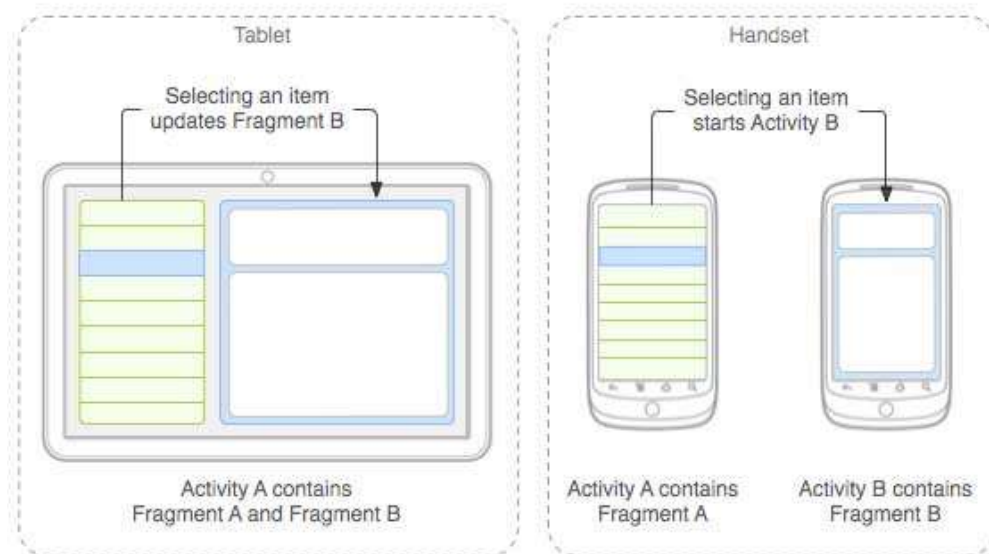 Tablet
Selecting an item
updates Fragment B
Activity A contains
Fragment A and Fragment B
Handset
Selecting an item
starts Activity B
Activity A contains
Fragment A
Activity B contains
Fragment B